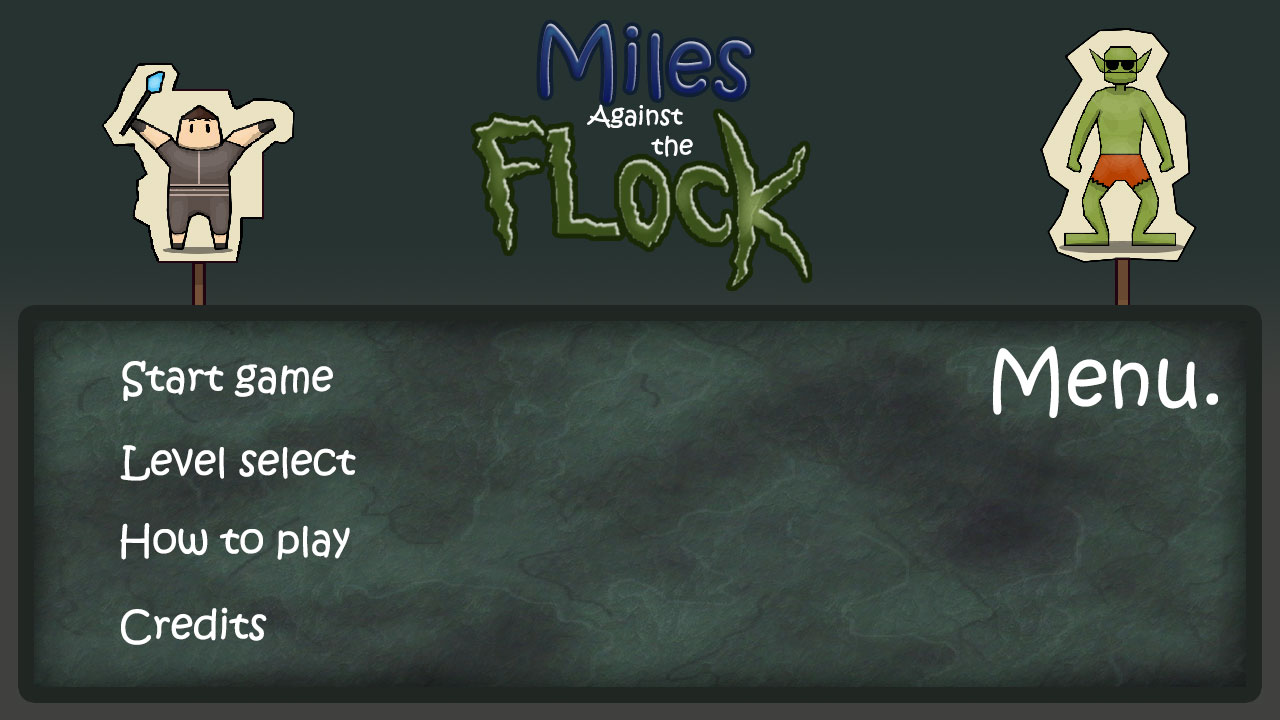 Miles
Against
the
FLock
Menu.
Start game
Level select
How to play
Credits